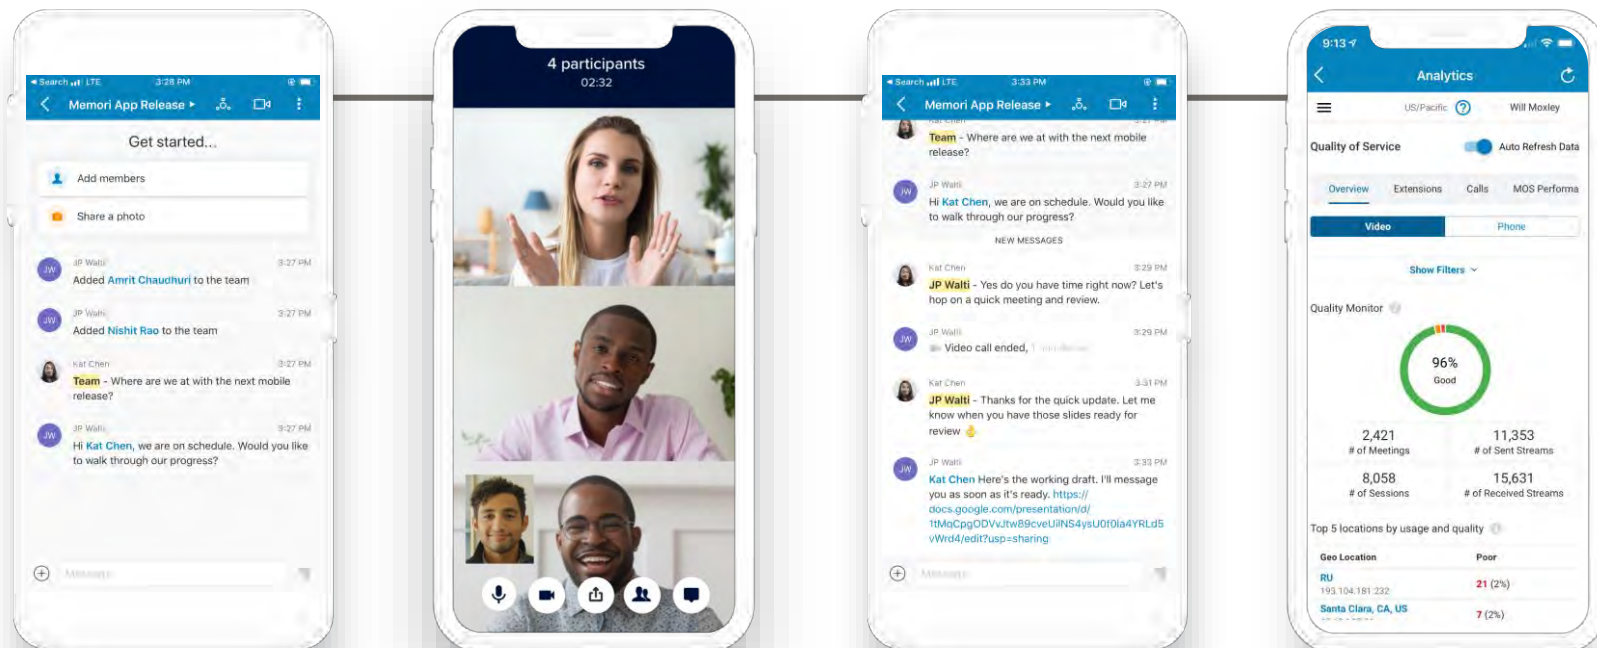 Search LTE 3:28 PM
Memori App Release
Get started...
Add members
Share a photo
JP Walti 3:27 PM
JW
Added Amrit Chaudhuri to the team
JP Walti 3:27 PM
JW
Added Nishit Rao to the team
Kat Chen 3:27 PM
Team - Where are we at with the next mobile
release?
JP Walti 3:27 PM
JW
Hi Kat Chen, we are on schedule. Would you like
to walk through our progress?
Message
4 participants
02:32
Search LTE 3:33 PM
Memori App Release
Kat Chen 3:27 PM
Team - Where are we at with the next mobile
release?
JP Walti 3:27 PM
JW
Hi Kat Chen, we are on schedule. Would you like
to walk through our progress?
NEW MESSAGES
Kat Chen 3:29 PM
JP Walti - Yes do you have time right now? Let's
hop on a quick meeting and review.
JP Walti 3:29 PM
JW
Video call ended,
Kat Chen 3:31 PM
JP Walti - Thanks for the quick update. Let me
know when you have those slides ready for
review
JP Walti 3:33 PM
JW
Kat Chen Here's the working draft. I'll message
you as soon as it's ready. https://
docs.google.com/presentation/d/
vWrd4/edit?usp=sharing
Message
9:13
Analytics
US/Pacific ? Will Moxley
Quality of Service Auto Refresh Data
Overview Extensions Calls MOS Performa
Video Phone
Show Filters
Quality Monitor
96%
Good
2,421 11,353
# of Meetings # of Sent Streams
8,058 15,631
# of Sessions # of Received Streams
Top 5 locations by usage and quality
Geo Location Poor
RU
193.104.181.232 21 (2%)
Santa Clara, CA, US
7 (2%)